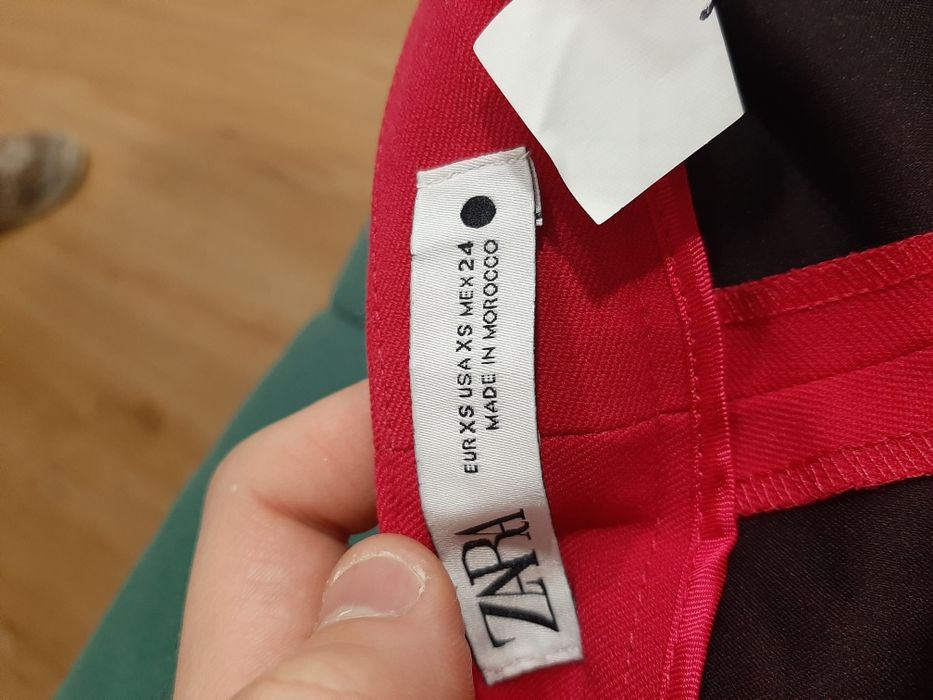 EUR XS USA XS MEX 24
MADE IN MOROCCO
ZARA